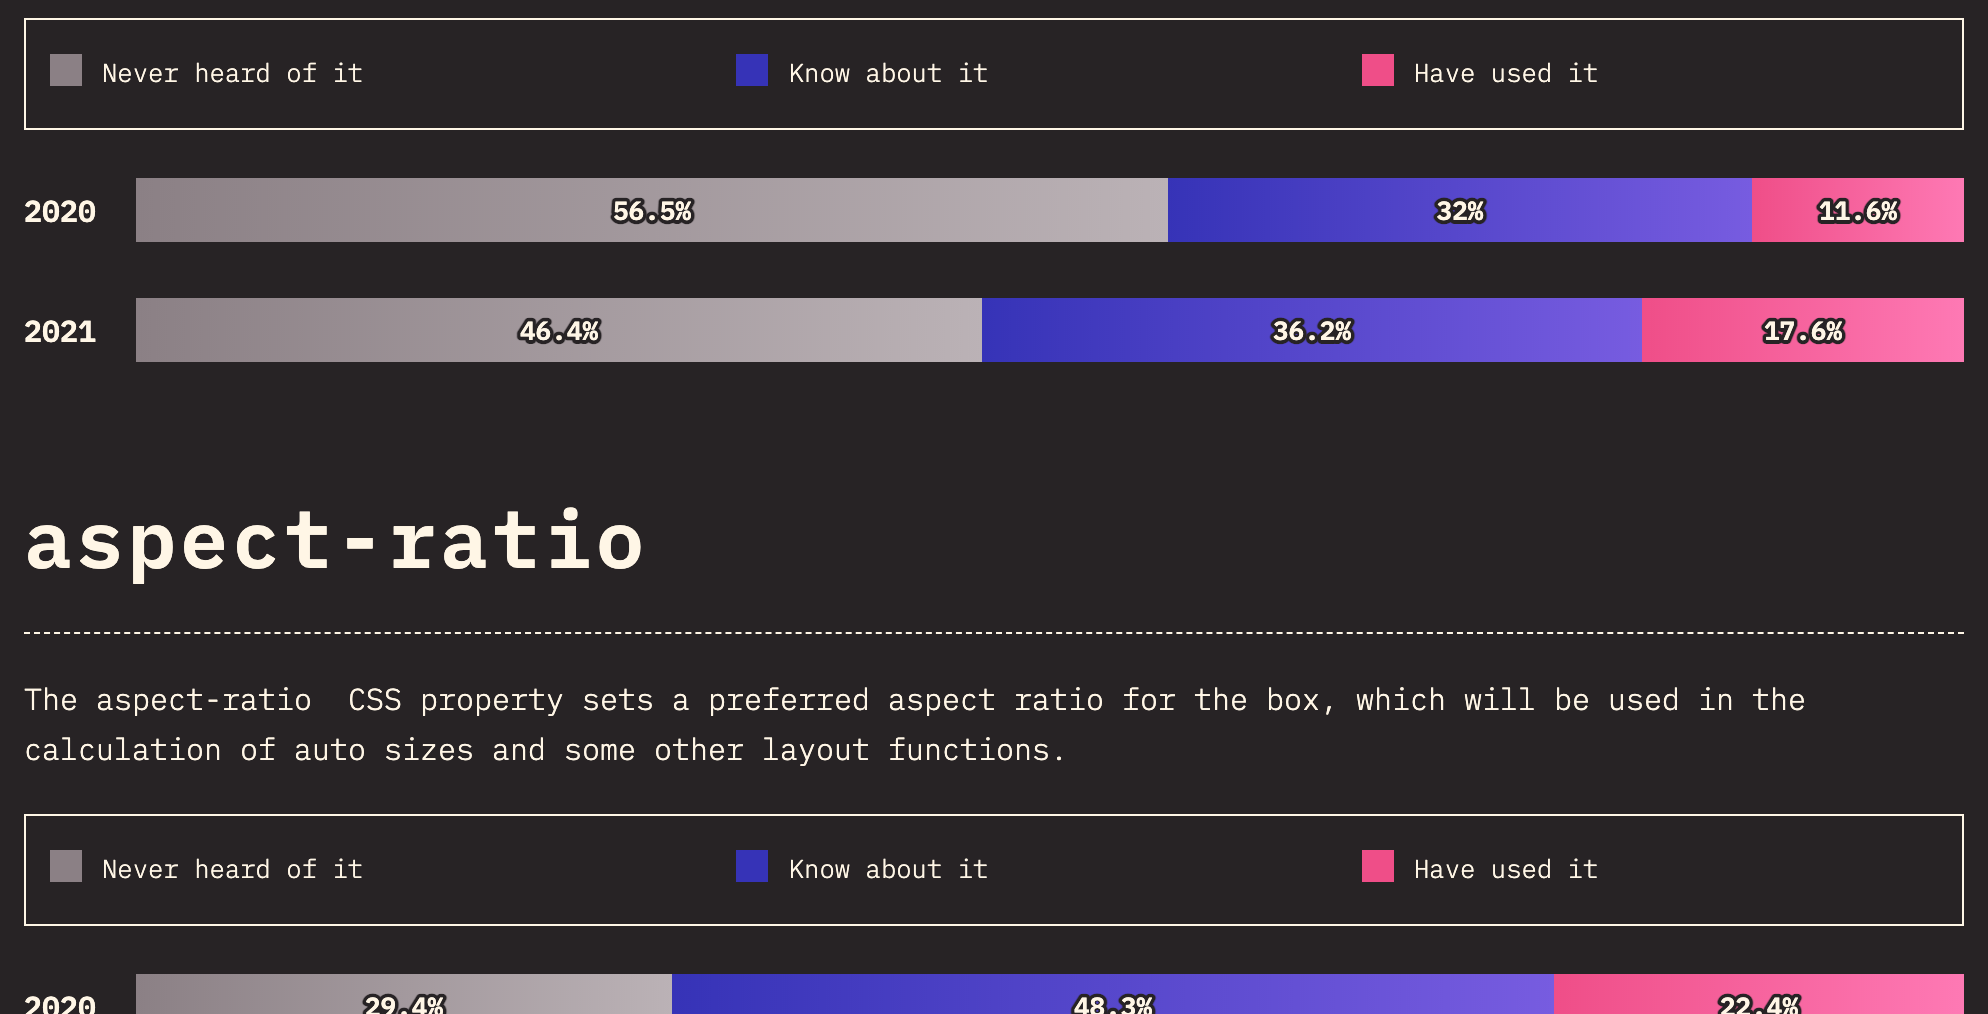 Never heard of it Know about it Have used it
2020 56.5% 32% 11.6%
2021 46.4% 36.2% 17.6%
aspect-ratio
The aspect-ratio  CSS property sets a preferred aspect ratio for the box, which will be used in the
calculation of auto sizes and some other layout functions.
Never heard of it Know about it Have used it
2020 29.4% 48.3% 22.4%